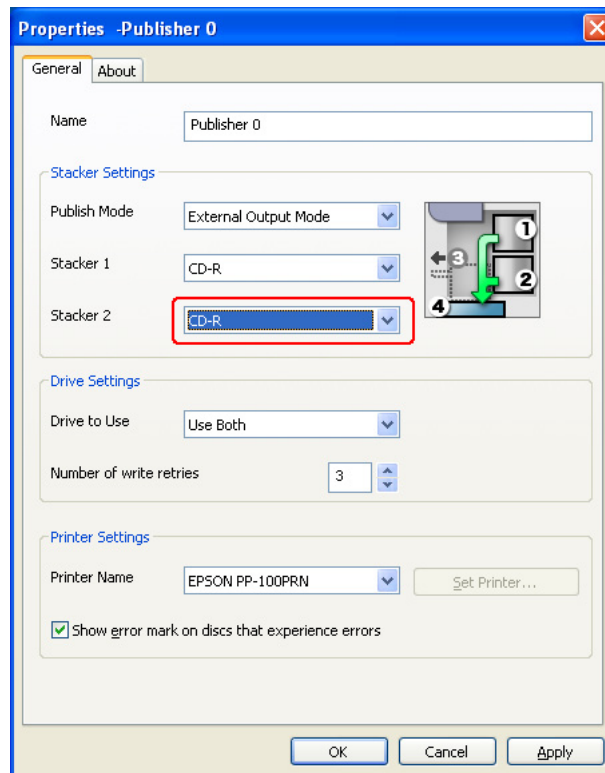 Properties -Publisher 0
General About
Name Publisher 0
Stacker Settings
Publish Mode External Output Mode
Stacker 1 CD-R
Stacker 2 CD-R
1
3
2
4
Drive Settings
Drive to Use Use Both
Number of write retries 3
Printer Settings
Printer Name EPSON PP-100PRN Set Printer...
Show error mark on discs that experience errors
OK Cancel Apply